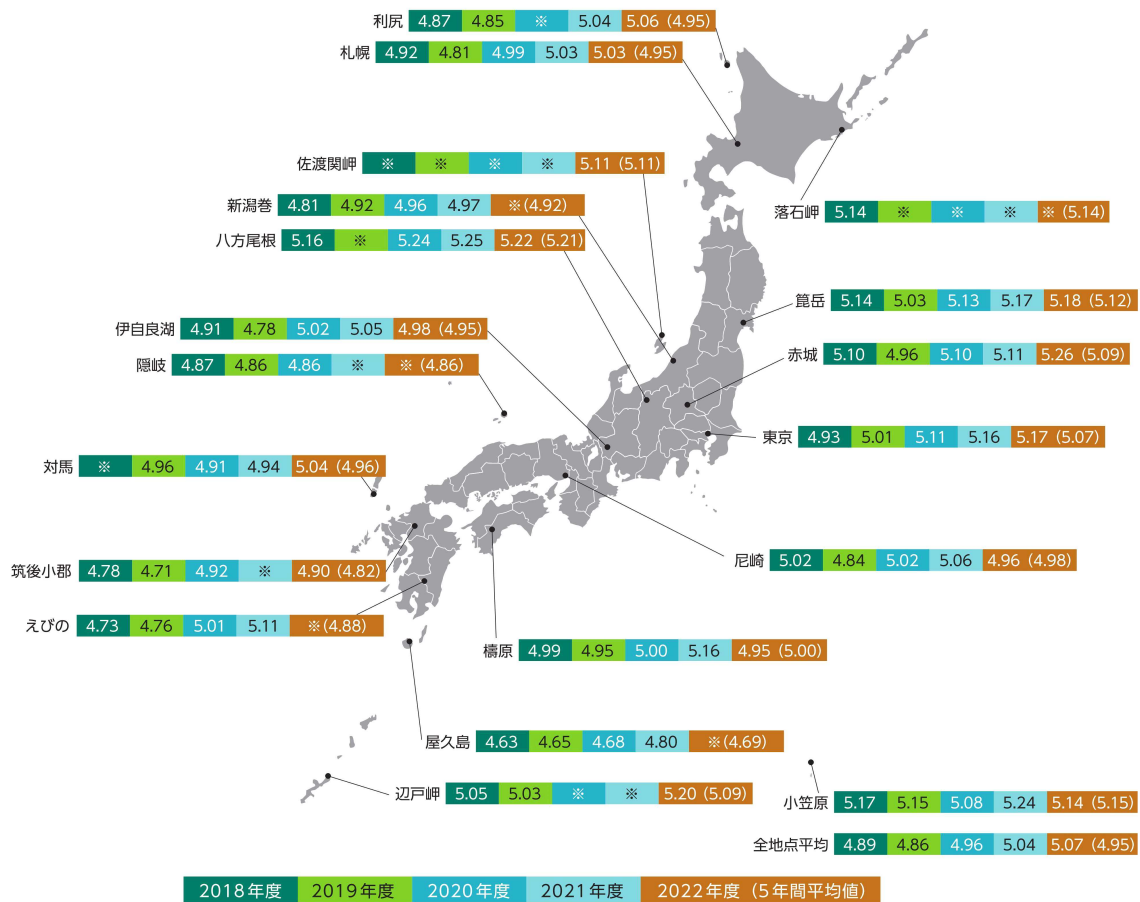 利尻 4.87 4.85 ※ 5.04 5.06 (4.95)
札幌 4.92 4.81 4.99 5.03 5.03 (4.95)
佐渡関岬 ※ ※ ※ ※ 5.11 (5.11)
新潟巻 4.81 4.92 4.96 4.97 ※(4.92)
落石岬 5.14 ※ ※ ※ ※ (5.14)
八方尾根 5.16 ※ 5.24 5.25 5.22 (5.21)
箟岳 5.14 5.03 5.13 5.17 5.18 (5.12)
伊自良湖 4.91 4.78 5.02 5.05 4.98 (4.95)
赤城 5.10 4.96 5.10 5.11 5.26 (5.09)
隠岐 4.87 4.86 4.86 ※ ※ (4.86)
東京 4.93 5.01 5.11 5.16 5.17 (5.07)
対馬 ※ 4.96 4.91 4.94 5.04 (4.96)
尼崎 5.02 4.84 5.02 5.06 4.96 (4.98)
筑後小郡 4.78 4.71 4.92 ※ 4.90 (4.82)
えびの 4.73 4.76 5.01 5.11 ※(4.88)
檮原 4.99 4.95 5.00 5.16 4.95 (5.00)
屋久島 4.63 4.65 4.68 4.80 ※(4.69)
辺戸岬 5.05 5.03 ※ ※ 5.20 (5.09)
小笠原 5.17 5.15 5.08 5.24 5.14 (5.15)
全地点平均 4.89 4.86 4.96 5.04 5.07 (4.95)
2018年度 2019年度 2020年度 2021年度 2022年度（5年間平均値）